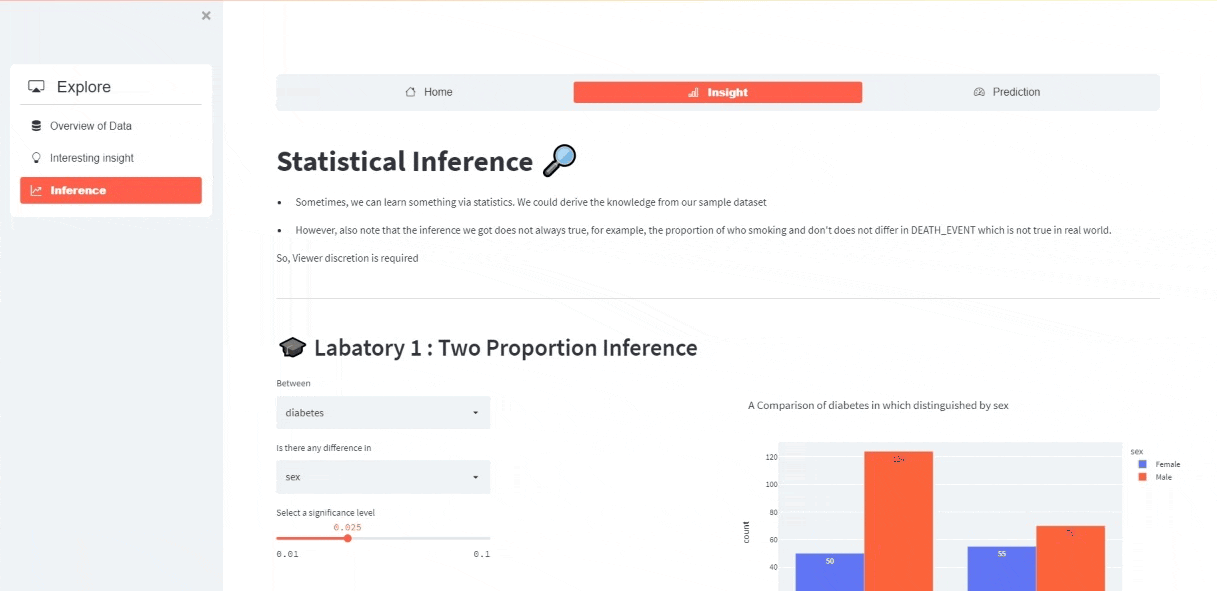 Explore
Overview of Data
Interesting insight
Inference
Home
Insight
Prediction
Statistical Inference
Sometimes, we can learn something via statistics. We could derive the knowledge from our sample dataset
However, also note that the inference we got does not always true, for example, the proportion of who smoking and don't does not differ in DEATH_EVENT which is not true in real world.
So, Viewer discretion is required
Labatory 1 : Two Proportion Inference
Between
diabetes
Is there any difference in
sex
Select a significance level
0.025
0.01 0.1
A Comparison of diabetes in which distinguished by sex
sex
Female
Male
count
120
100
80
60
40
50
55